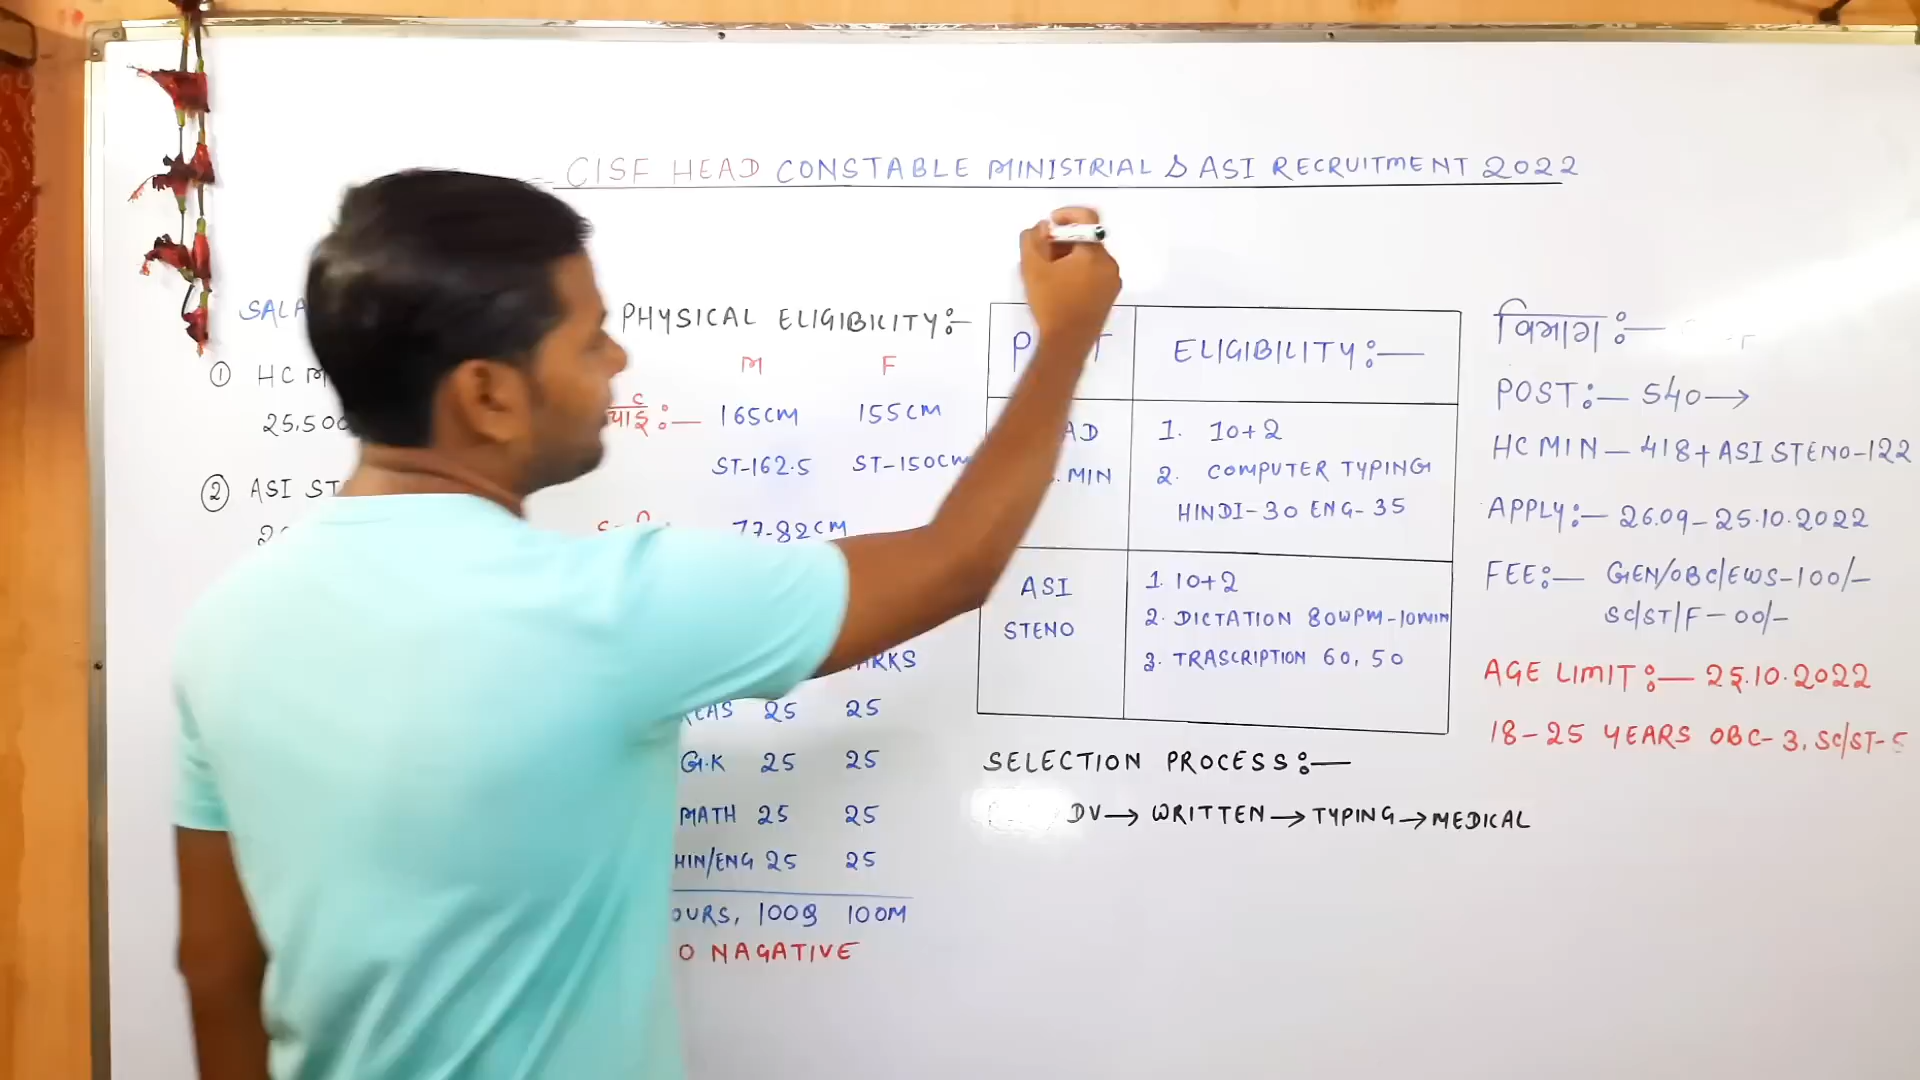 CISF HEAD CONSTABLE MINISTRIAL & ASI RECRUITMENT 2022
① HC
25,500
② ASI ST
PHYSICAL ELIGIBILITY:—
M F
165CM 155CM
ST-162.5 ST-150CM
77-82CM
25 25
G.K 25 25
MATH 25 25
HIN/ENG 25 25
100Q 100M
NAGATIVE
ELIGIBILITY:—
MIN
1. 10+2
2. COMPUTER TYPING
HINDI-30 ENG-35
ASI
STENO
1. 10+2
2. DICTATION 80WPM-10MIN
3. TRASCRIPTION 60, 50
SELECTION PROCESS:—
DV→ WRITTEN→TYPING→MEDICAL
विभाग:—
POST:— 540→
HC MIN—418+ASI STENO-122
APPLY:— 26.09-25.10.2022
FEE:— GEN/OBC/EWS-100/-
SC/ST/F-00/-
AGE LIMIT:— 25.10.2022
18-25 YEARS OBC-3, SC/ST-5